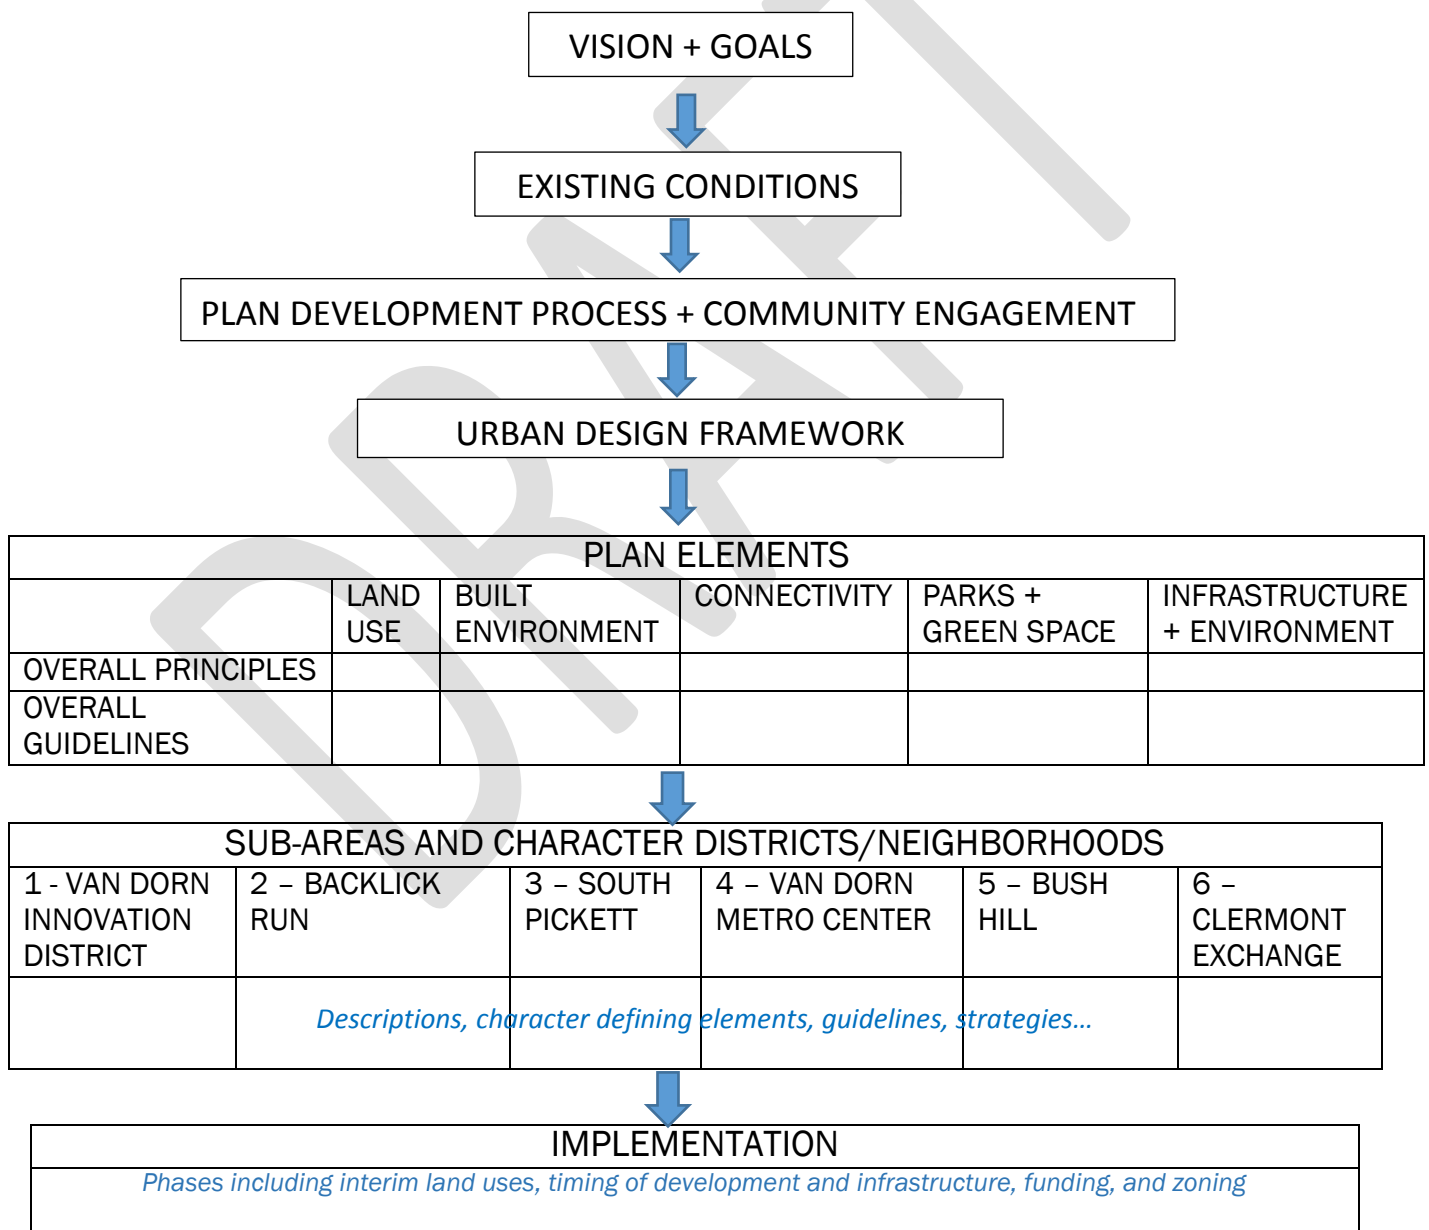 VISION + GOALS
EXISTING CONDITIONS
PLAN DEVELOPMENT PROCESS + COMMUNITY ENGAGEMENT
URBAN DESIGN FRAMEWORK
PLAN ELEMENTS
LAND USE
BUILT ENVIRONMENT
CONNECTIVITY
PARKS + GREEN SPACE
INFRASTRUCTURE + ENVIRONMENT
OVERALL PRINCIPLES
OVERALL GUIDELINES
SUB-AREAS AND CHARACTER DISTRICTS/NEIGHBORHOODS
1 - VAN DORN INNOVATION DISTRICT
2 – BACKLICK RUN
3 – SOUTH PICKETT
4 – VAN DORN METRO CENTER
5 – BUSH HILL
6 – CLERMONT EXCHANGE
Descriptions, character defining elements, guidelines, strategies…
IMPLEMENTATION
Phases including interim land uses, timing of development and infrastructure, funding, and zoning
DRAFT